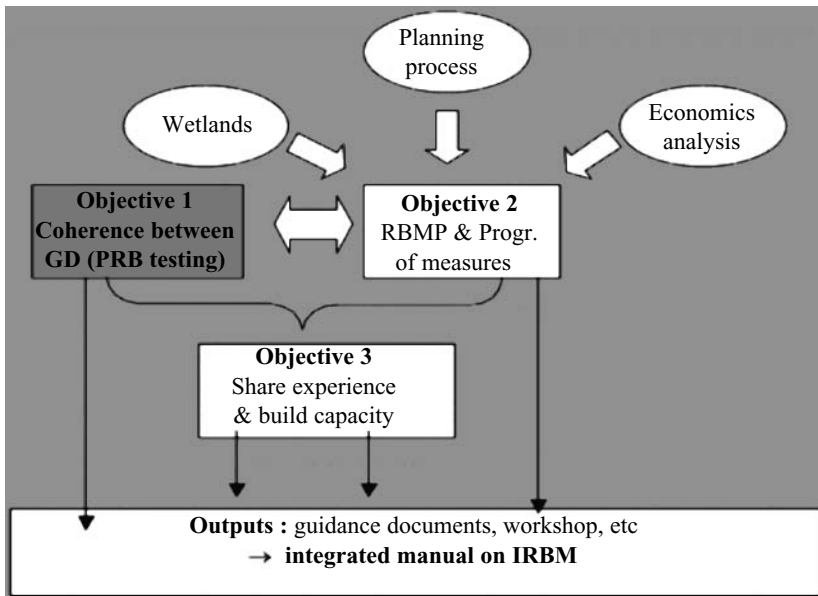 Planning
process
Wetlands
Economics
analysis
Objective 1
Coherence between
GD (PRB testing)
Objective 2
RBMP & Progr.
of measures
Objective 3
Share experience
& build capacity
Outputs : guidance documents, workshop, etc
→ integrated manual on IRBM